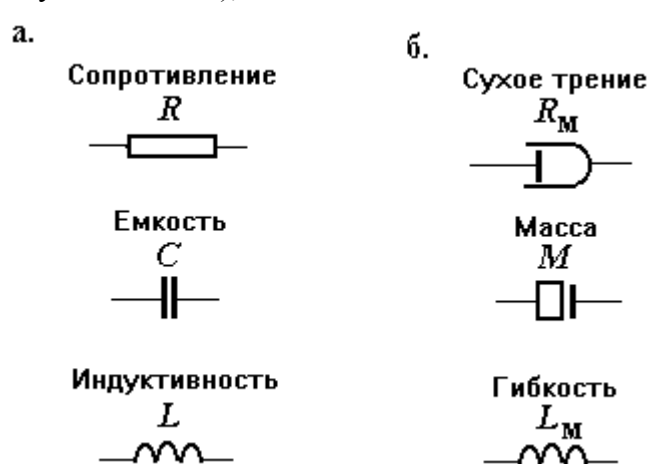 а.
Сопротивление
R
Емкость
C
Индуктивность
L
б.
Сухое трение
Rм
Масса
M
Гибкость
Lм